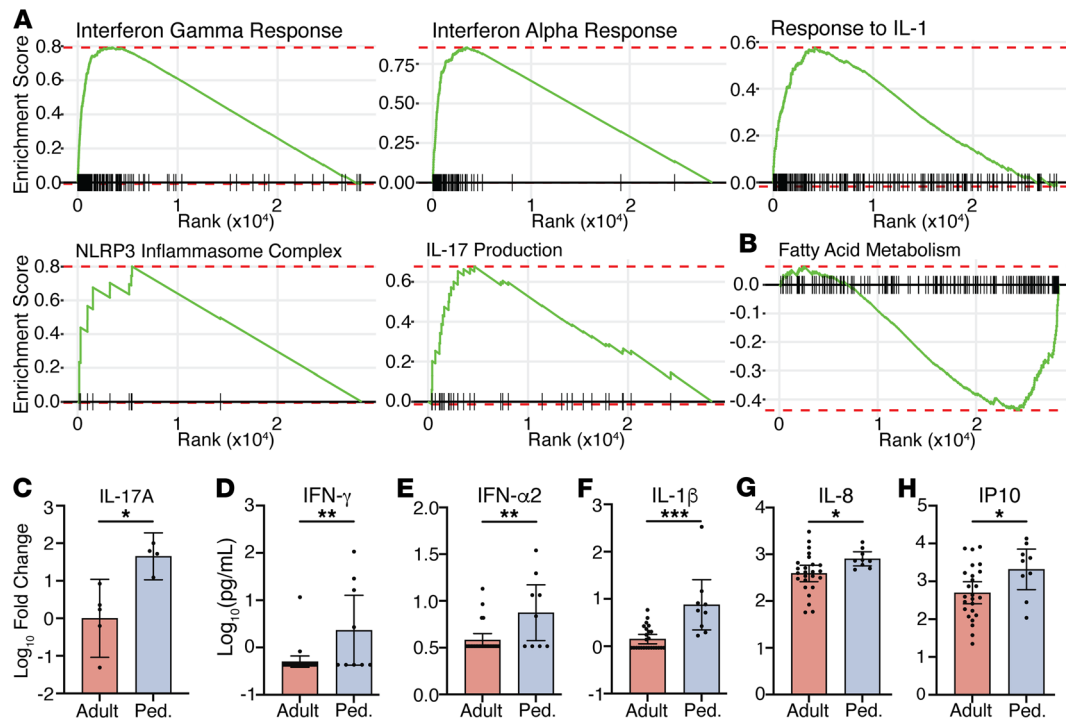 A
Interferon Gamma Response
Interferon Alpha Response
Response to IL-1
Enrichment Score
0.8
0.6
0.4
0.2
0.0
0 1 2
Rank (x10⁴)
0.75
0.50
0.25
0.00
0 1 2
Rank (x10⁴)
0.6
0.4
0.2
0.0
0 1 2
Rank (x10⁴)
NLRP3 Inflammasome Complex
IL-17 Production
B
Fatty Acid Metabolism
Enrichment Score
0.8
0.6
0.4
0.2
0.0
0 1 2
Rank (x10⁴)
0.6
0.4
0.2
0.0
0 1 2
Rank (x10⁴)
0.0
-0.1
-0.2
-0.3
-0.4
0 1 2
Rank (x10⁴)
C
IL-17A
*
Log₁₀ Fold Change
3
2
1
0
-1
-2
Adult Ped.
D
IFN-γ
**
Log₁₀(pg/mL)
3
2
1
0
-1
Adult Ped.
E
IFN-α2
**
2.0
1.5
1.0
0.5
0.0
Adult Ped.
F
IL-1β
***
3
2
1
0
-1
Adult Ped.
G
IL-8
*
4
3
2
1
0
Adult Ped.
H
IP10
*
5
4
3
2
1
0
Adult Ped.